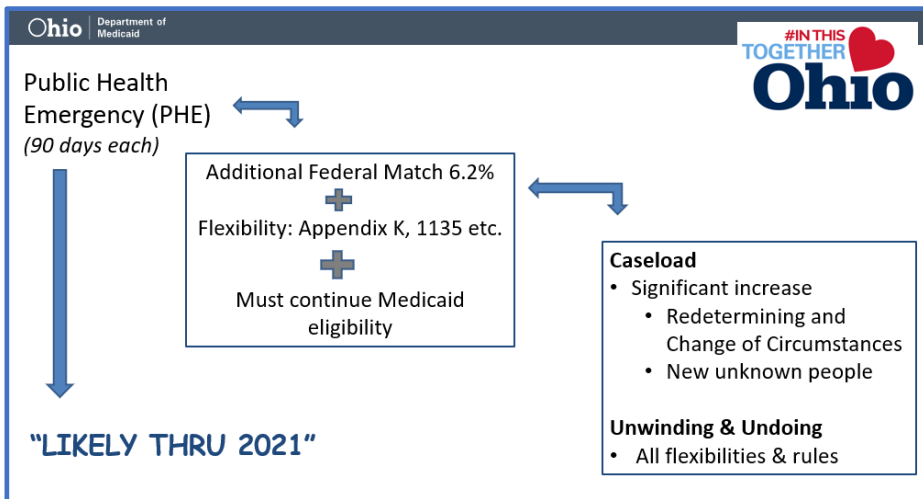 Ohio Department of
Medicaid
#IN THIS
TOGETHER
Ohio
Public Health
Emergency (PHE)
(90 days each)
Additional Federal Match 6.2%
Flexibility: Appendix K, 1135 etc.
Must continue Medicaid
eligibility
Caseload
• Significant increase
• Redetermining and
Change of Circumstances
• New unknown people
Unwinding & Undoing
• All flexibilities & rules
“LIKELY THRU 2021”